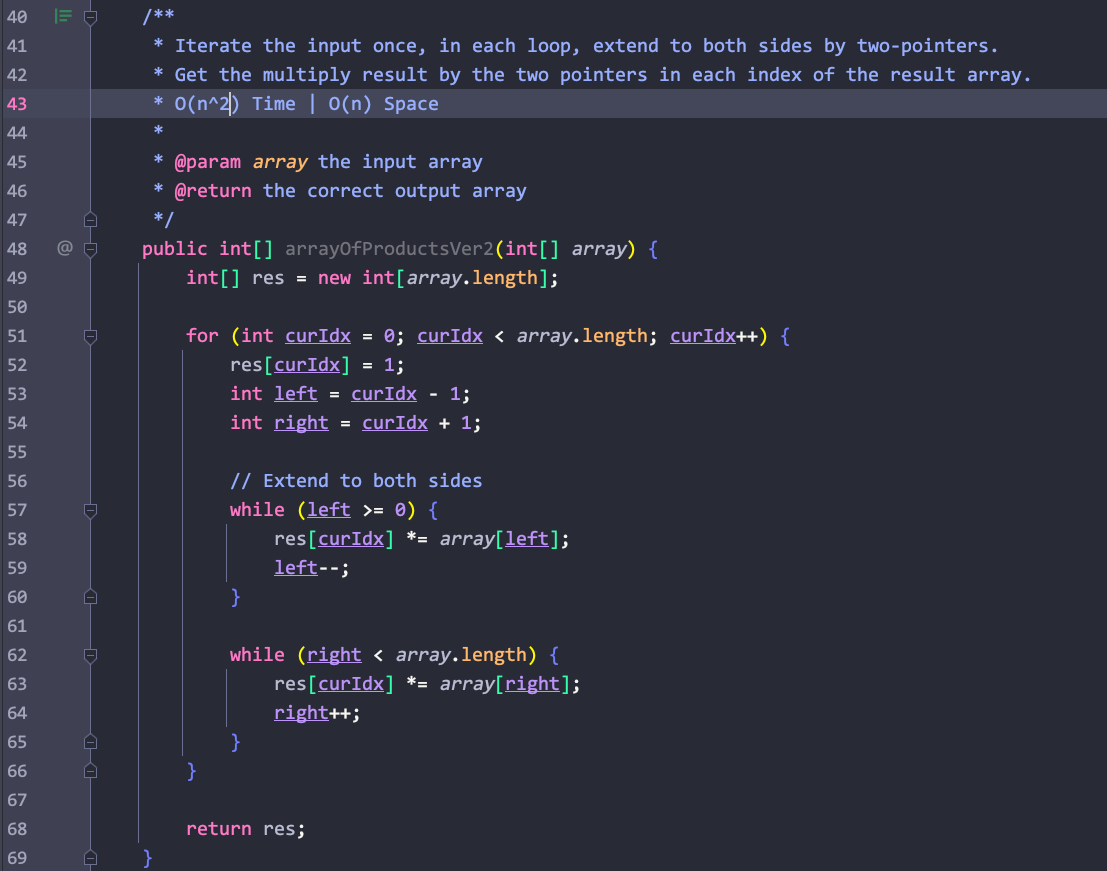 40 /**
41 * Iterate the input once, in each loop, extend to both sides by two-pointers.
42 * Get the multiply result by the two pointers in each index of the result array.
43 * O(n^2) Time | O(n) Space
44 *
45 * @param array the input array
46 * @return the correct output array
47 */
48 @ public int[] arrayOfProductsVer2(int[] array) {
49 int[] res = new int[array.length];
50
51 for (int curIdx = 0; curIdx < array.length; curIdx++) {
52 res[curIdx] = 1;
53 int left = curIdx - 1;
54 int right = curIdx + 1;
55
56 // Extend to both sides
57 while (left >= 0) {
58 res[curIdx] *= array[left];
59 left--;
60 }
61
62 while (right < array.length) {
63 res[curIdx] *= array[right];
64 right++;
65 }
66 }
67
68 return res;
69 }